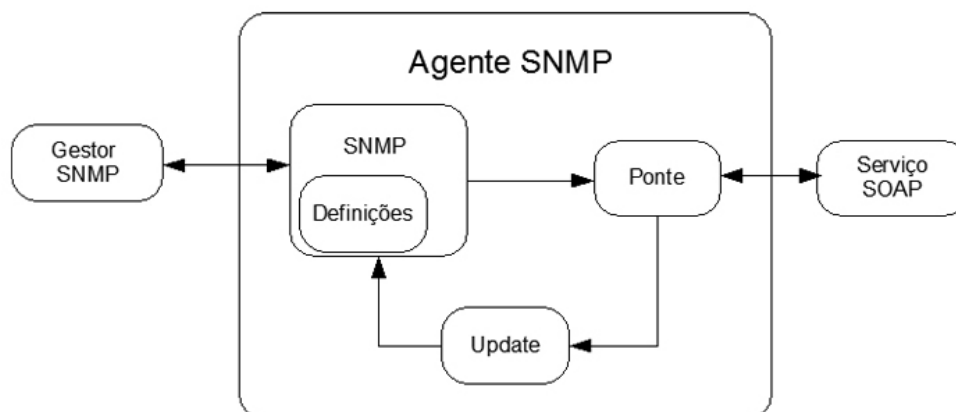 Agente SNMP
Gestor
SNMP
SNMP
Definições
Ponte
Serviço
SOAP
Update